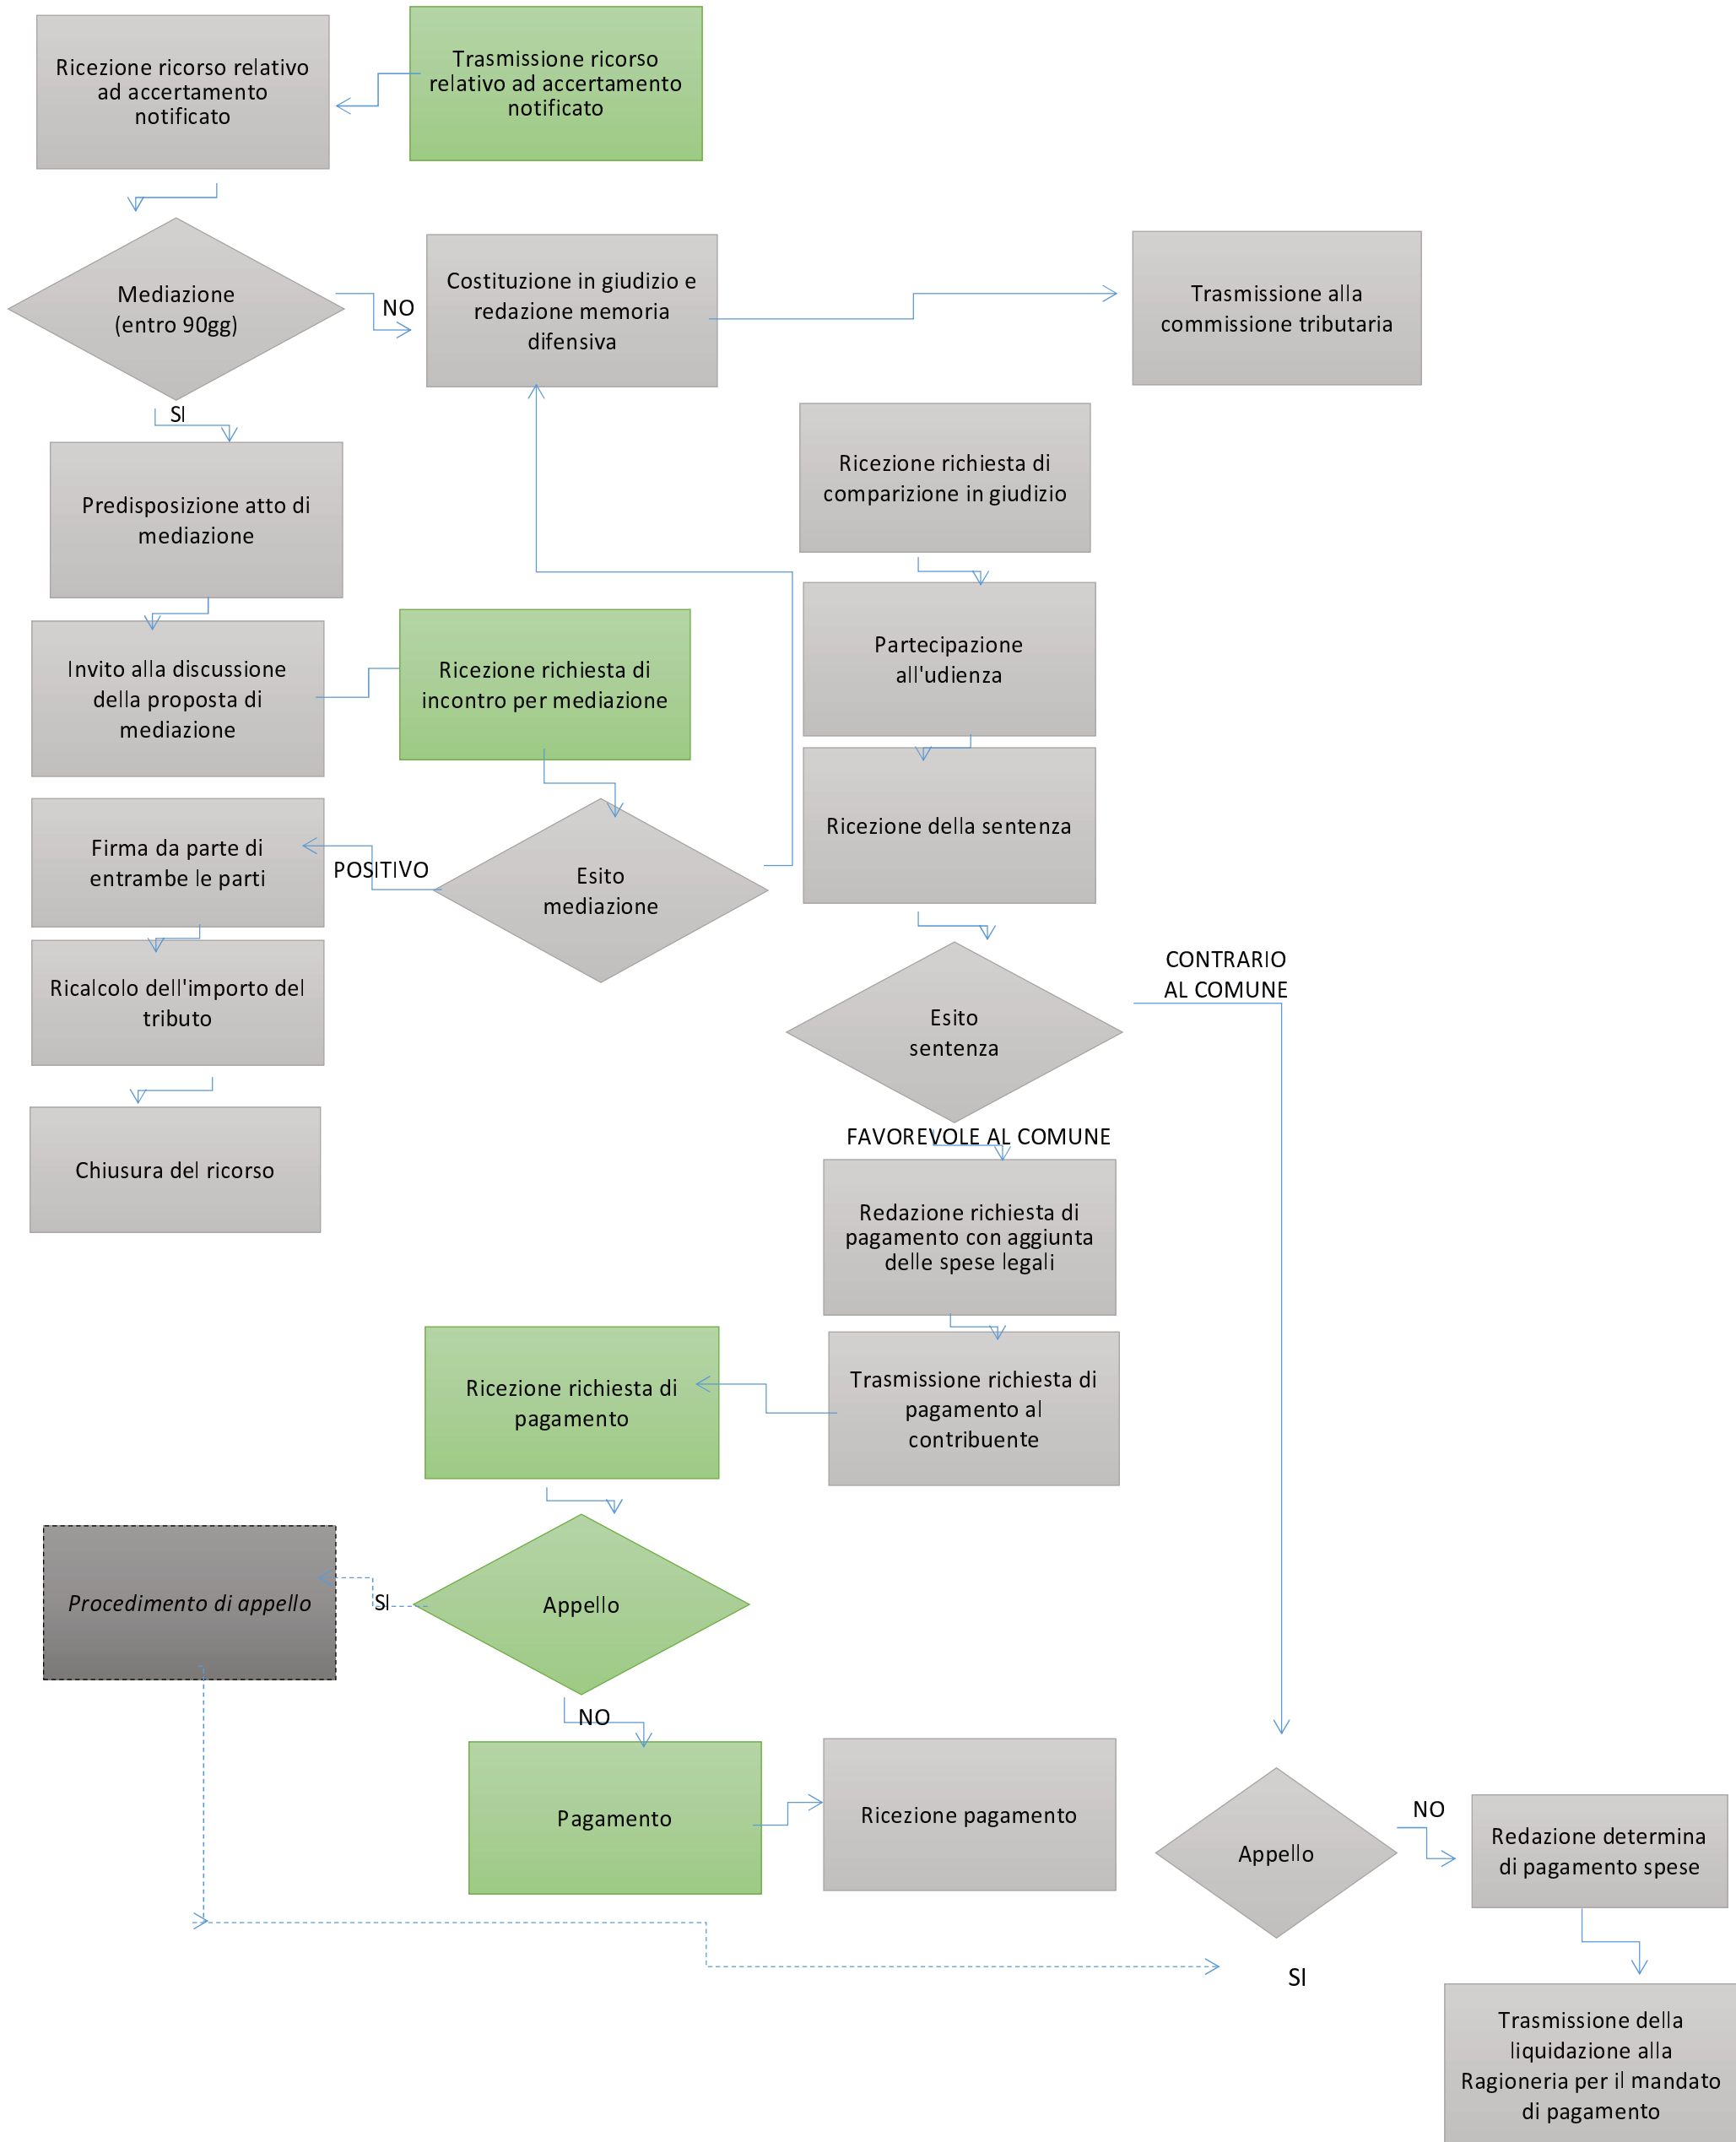 Ricezione ricorso relativo
ad accertamento
notificato
Trasmissione ricorso
relativo ad accertamento
notificato
Mediazione
(entro 90gg)
NO
Costituzione in giudizio e
redazione memoria
difensiva
Trasmissione alla
commissione tributaria
SI
Predisposizione atto di
mediazione
Ricezione richiesta di
comparizione in giudizio
Invito alla discussione
della proposta di
mediazione
Ricezione richiesta di
incontro per mediazione
Partecipazione
all'udienza
Firma da parte di
entrambe le parti
POSITIVO
Esito
mediazione
Ricezione della sentenza
Ricalcolo dell'importo del
tributo
Esito
sentenza
CONTRARIO
AL COMUNE
Chiusura del ricorso
FAVOREVOLE AL COMUNE
Redazione richiesta di
pagamento con aggiunta
delle spese legali
Ricezione richiesta di
pagamento
Trasmissione richiesta di
pagamento al
contribuente
Procedimento di appello
SI
Appello
NO
Pagamento
Ricezione pagamento
Appello
NO
Redazione determina
di pagamento spese
SI
Trasmissione della
liquidazione alla
Ragioneria per il mandato
di pagamento